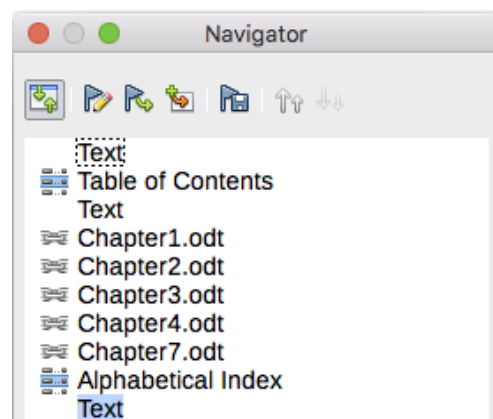 Navigator
Text
Table of Contents
Text
Chapter1.odt
Chapter2.odt
Chapter3.odt
Chapter4.odt
Chapter7.odt
Alphabetical Index
Text